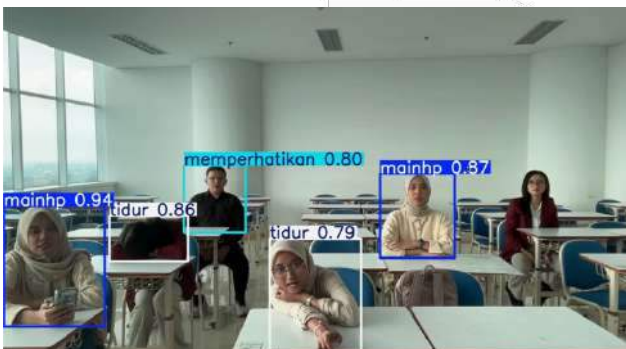 memperhatikan 0.80
mainhp 0.87
mainhp 0.94
tidur 0.86
tidur 0.79